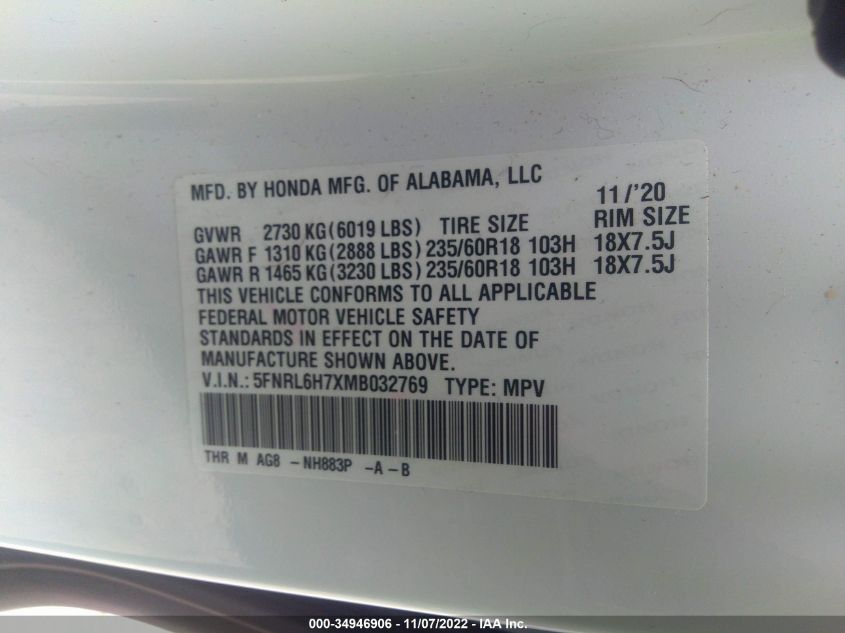 MFD. BY HONDA MFG. OF ALABAMA, LLC 11/'20
GVWR 2730 KG(6019 LBS) TIRE SIZE RIM SIZE
GAWR F 1310 KG(2888 LBS) 235/60R18 103H 18X7.5J
GAWR R 1465 KG(3230 LBS) 235/60R18 103H 18X7.5J
THIS VEHICLE CONFORMS TO ALL APPLICABLE
FEDERAL MOTOR VEHICLE SAFETY
STANDARDS IN EFFECT ON THE DATE OF
MANUFACTURE SHOWN ABOVE.
V.I.N.: 5FNRL6H7XMB032769 TYPE: MPV
THR M AG8 -NH883P -A-B
000-34946906 - 11/07/2022 - IAA Inc.